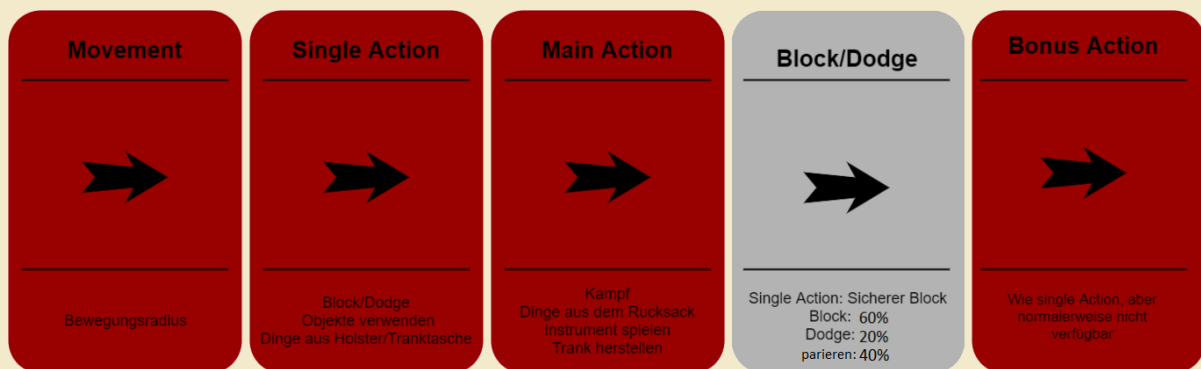 Movement
Bewegungsradius
Single Action
Block/Dodge
Objekte verwenden
Dinge aus Holster/Tranktasche
Main Action
Kampf
Dinge aus dem Rucksack
Instrument spielen
Trank herstellen
Block/Dodge
Single Action: Sicherer Block
Block: 60%
Dodge: 20%
parieren: 40%
Bonus Action
Wie single Action, aber
normalerweise nicht
verfügbar